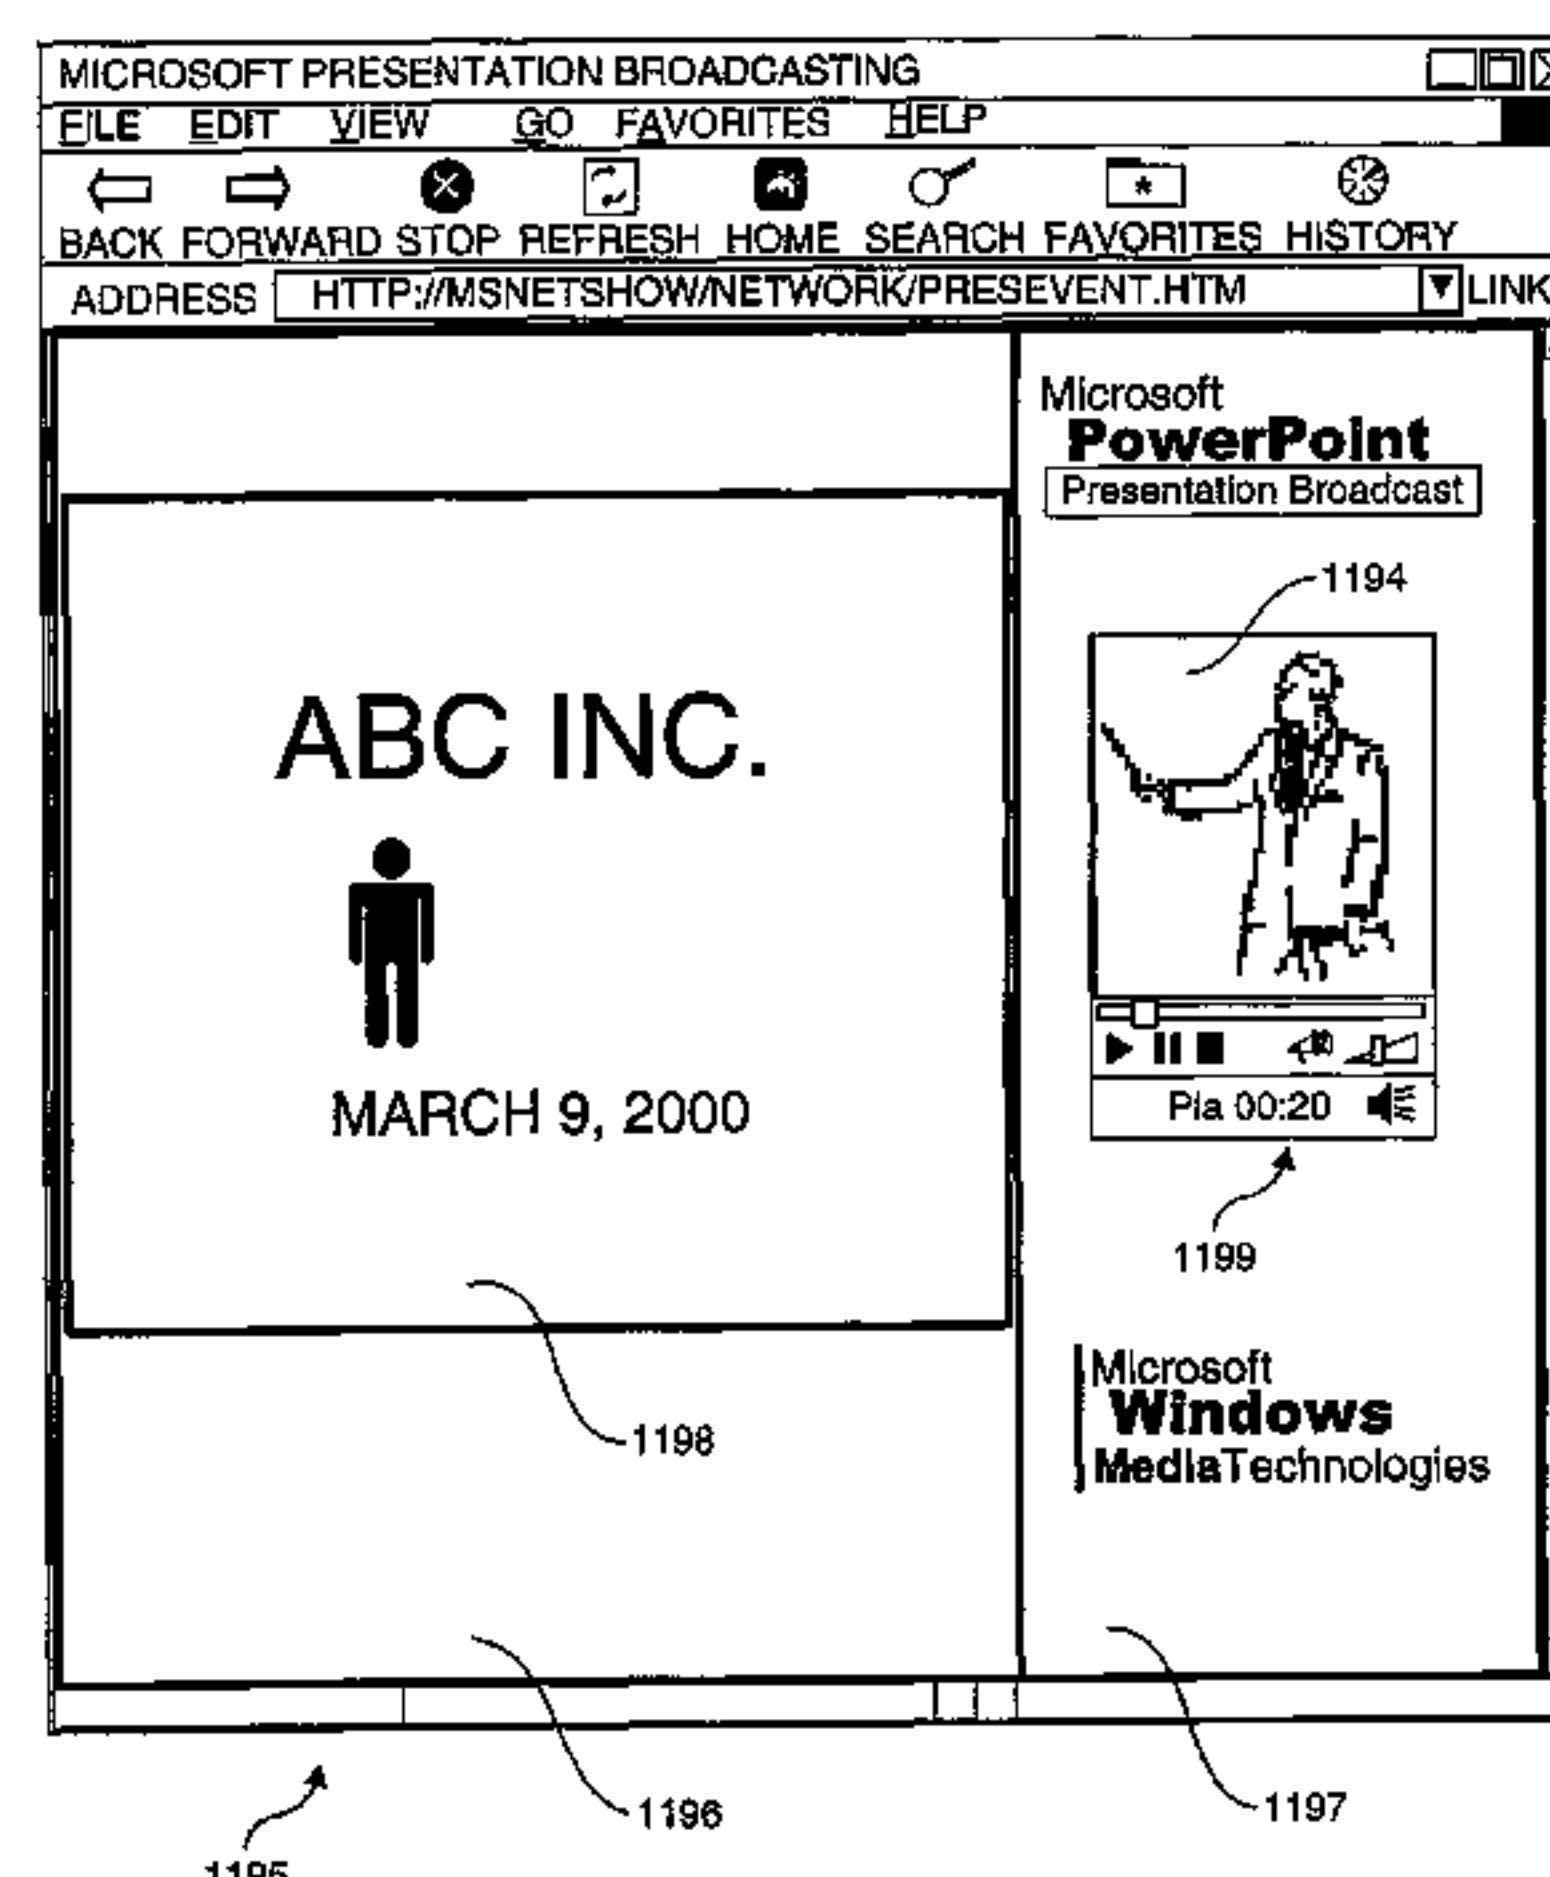 MICROSOFT PRESENTATION BROADCASTING
FILE EDIT VIEW GO FAVORITES HELP
BACK FORWARD STOP REFRESH HOME SEARCH FAVORITES HISTORY
ADDRESS HTTP://MSNETSHOW/NETWORK/PRESEVENT.HTM LINK
Microsoft
PowerPoint
Presentation Broadcast
1194
ABC INC.
MARCH 9, 2000
Pla 00:20
1199
1198
Microsoft
Windows
MediaTechnologies
1196
1197
1195